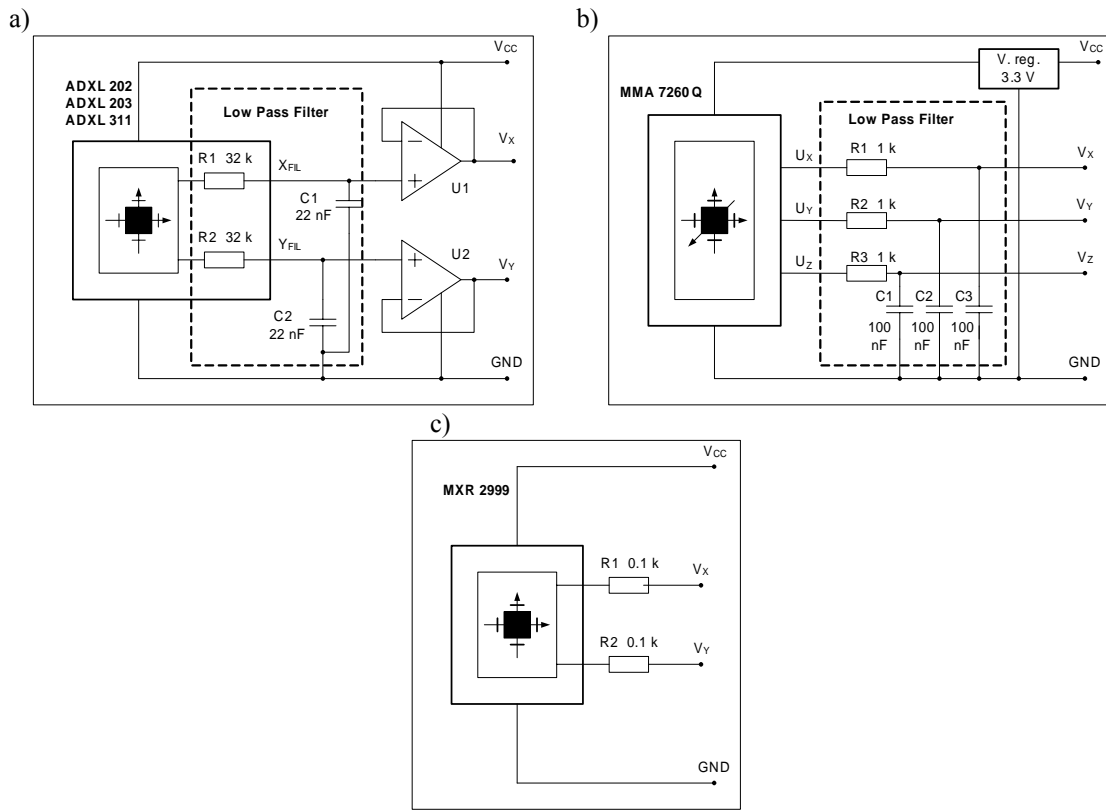 a)
VCC
ADXL 202
ADXL 203
ADXL 311
Low Pass Filter
R1 32 k
XFIL
VX
U1
C1
22 nF
R2 32 k
YFIL
U2
VY
C2
22 nF
GND
b)
VCC
V. reg.
3.3 V
MMA 7260 Q
Low Pass Filter
UX
R1 1 k
VX
UY
R2 1 k
VY
UZ
R3 1 k
VZ
C1 C2 C3
100 100 100
nF nF nF
GND
c)
VCC
MXR 2999
R1 0.1 k
VX
R2 0.1 k
VY
GND